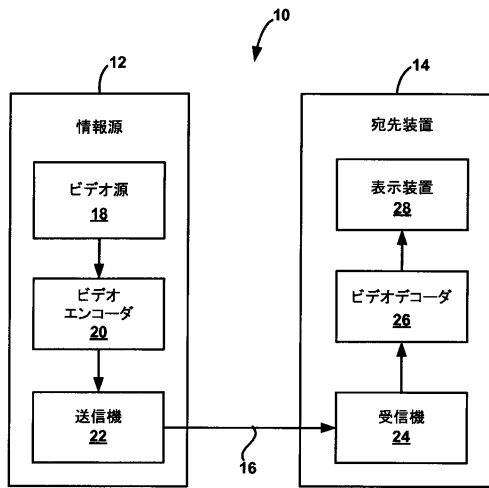 10
12
情報源
ビデオ源
18
ビデオ
エンコーダ
20
送信機
22
16
14
宛先装置
表示装置
28
ビデオデコーダ
26
受信機
24